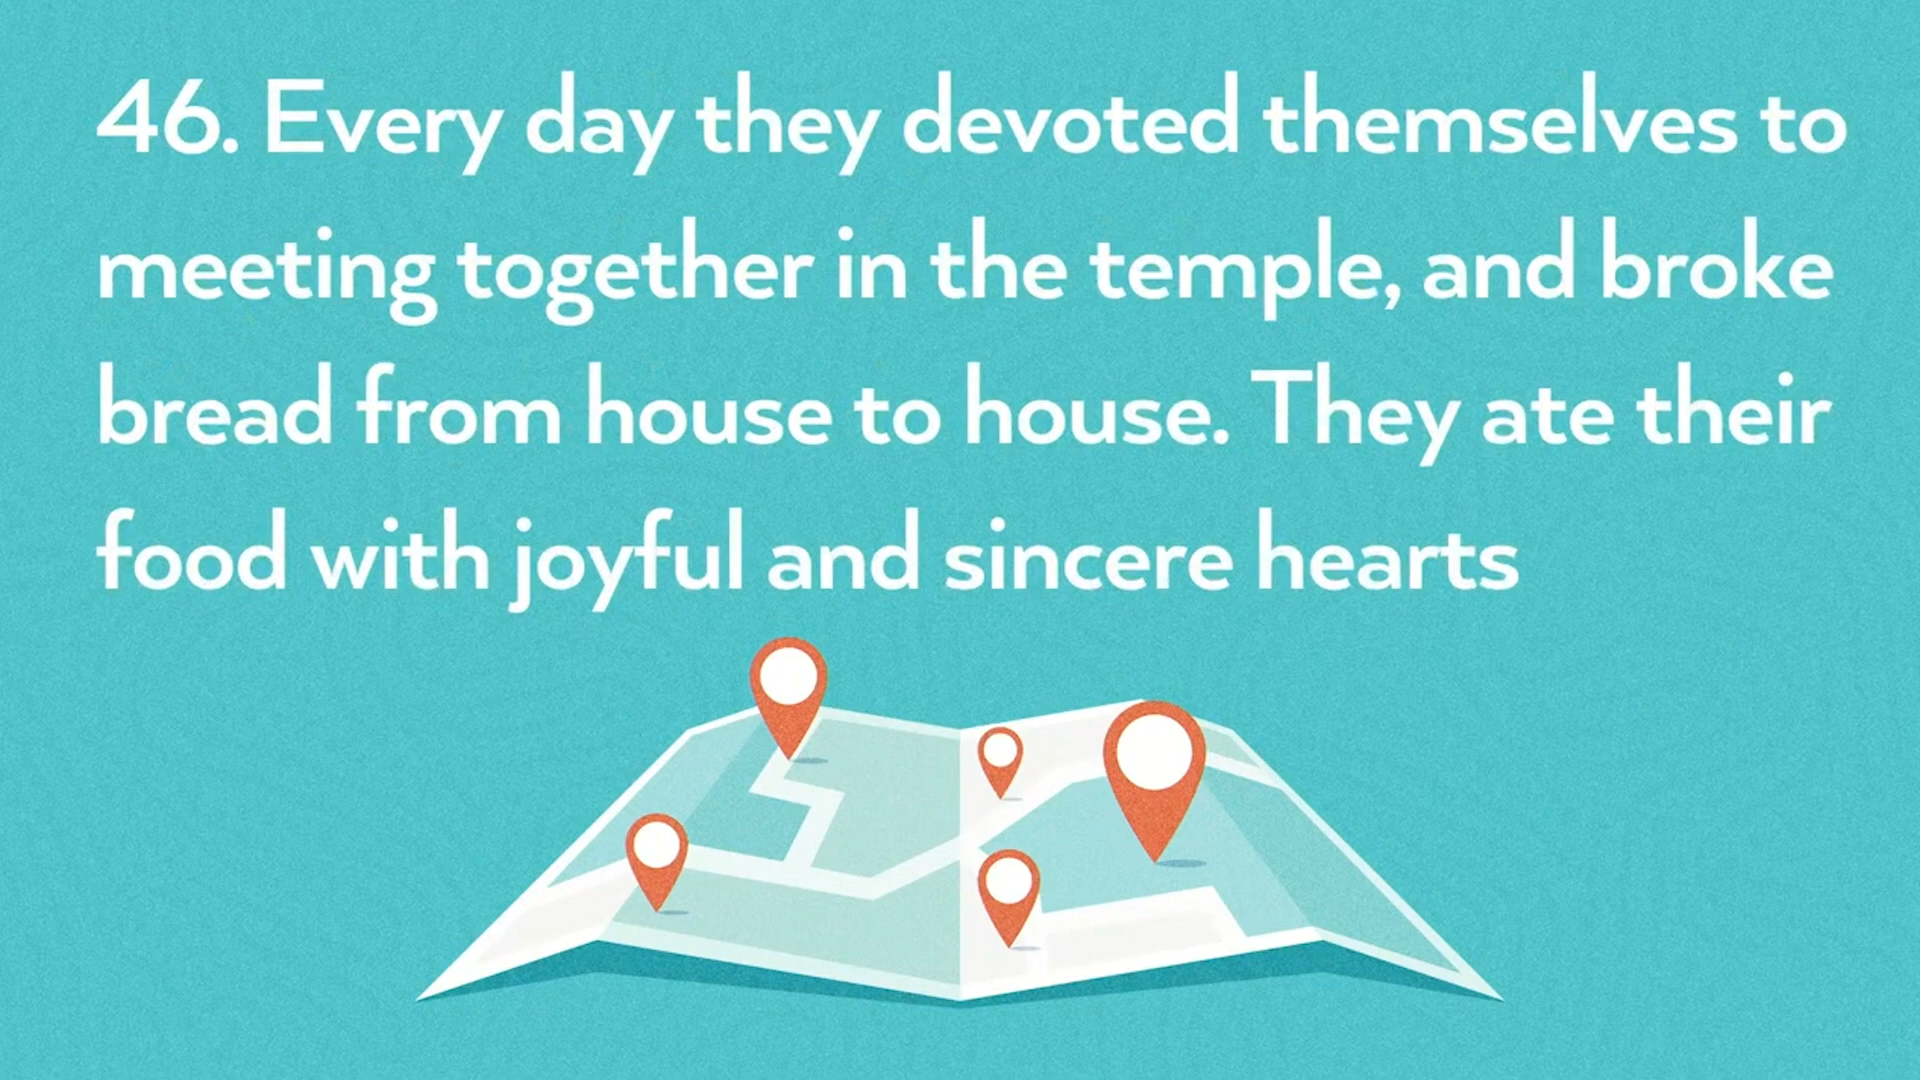 46. Every day they devoted themselves to
meeting together in the temple, and broke
bread from house to house. They ate their
food with joyful and sincere hearts